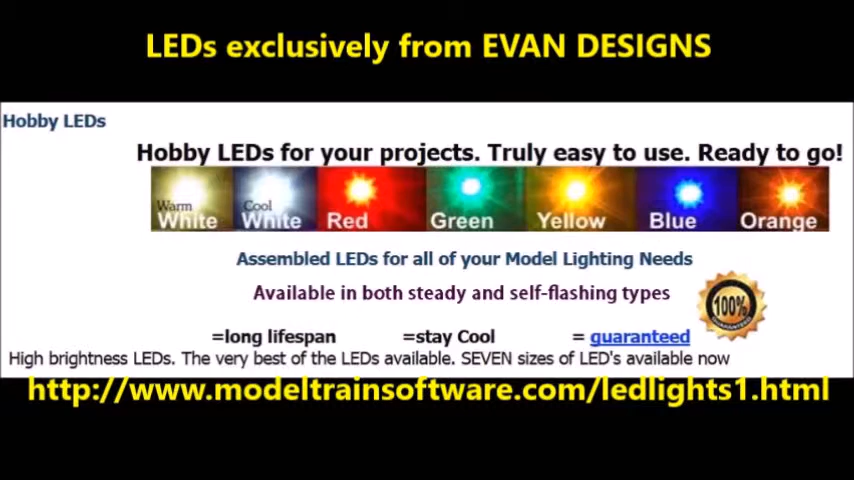 LEDs exclusively from EVAN DESIGNS
Hobby LEDs
Hobby LEDs for your projects. Truly easy to use. Ready to go!
Warm White Cool White Red Green Yellow Blue Orange
Assembled LEDs for all of your Model Lighting Needs
Available in both steady and self-flashing types
100%
GUARANTEED
=long lifespan =stay Cool = guaranteed
High brightness LEDs. The very best of the LEDs available. SEVEN sizes of LED's available now
http://www.modeltrainsoftware.com/ledlights1.html